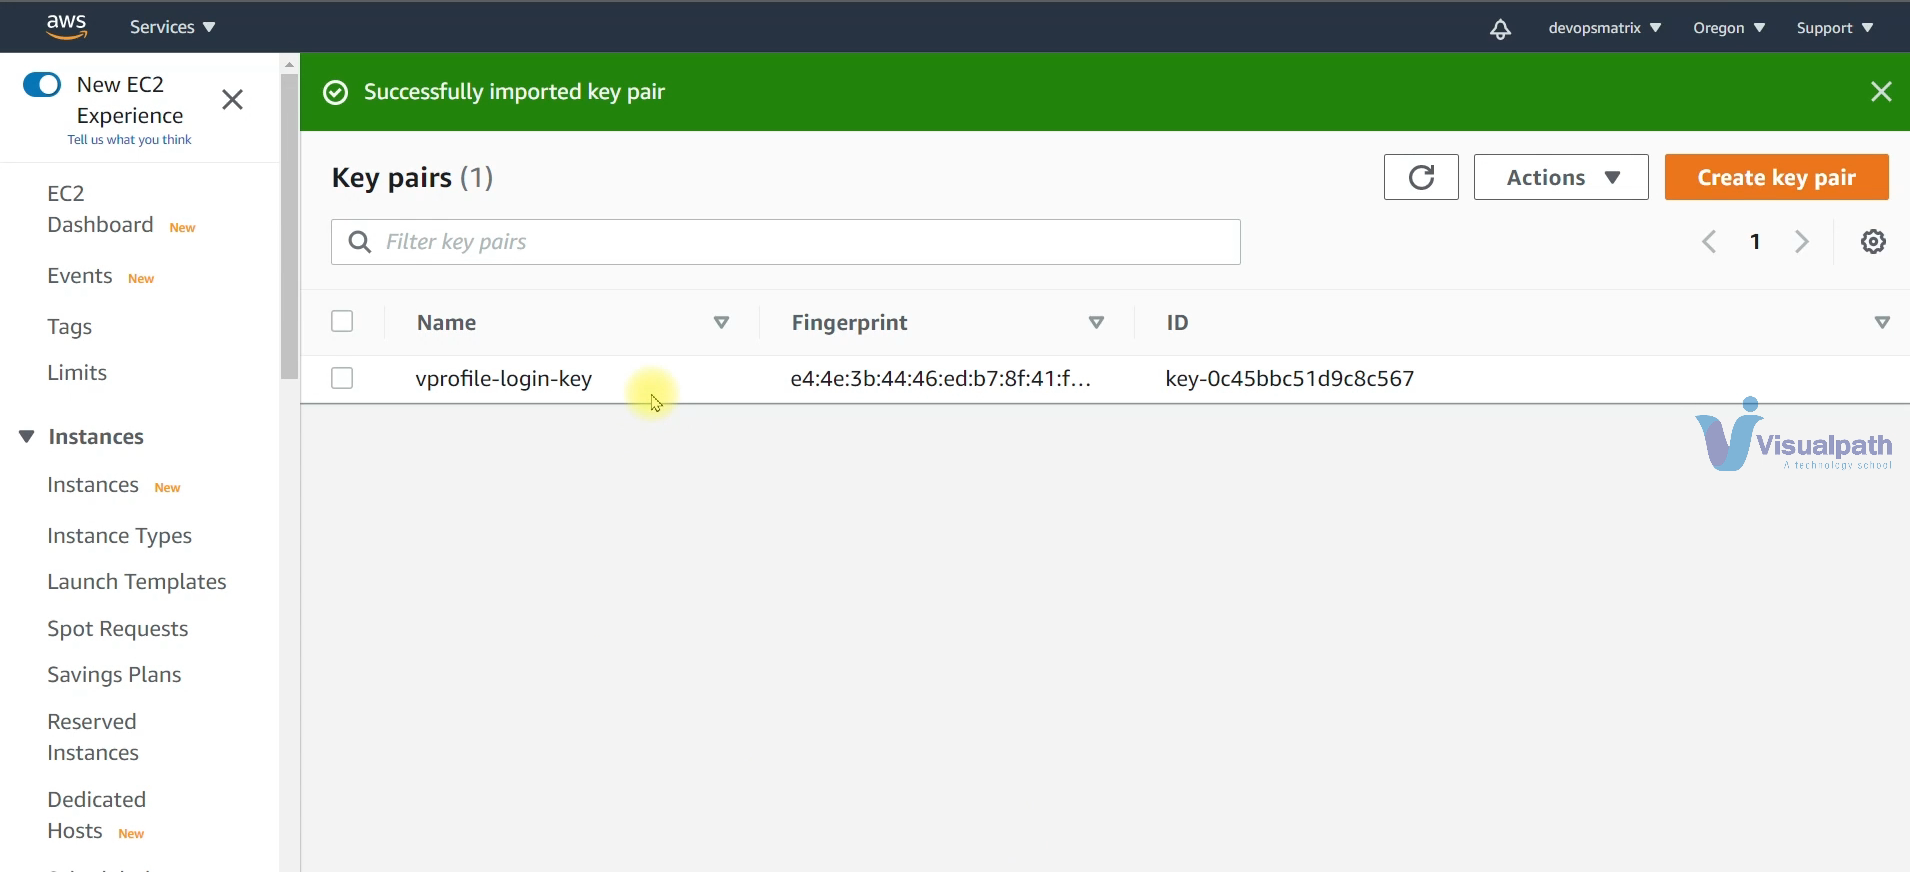 aws
Services
devopsmatrix
Oregon
Support
New EC2
Experience
Tell us what you think
Successfully imported key pair
Key pairs (1)
Actions
Create key pair
Filter key pairs
1
Name
Fingerprint
ID
vprofile-login-key
e4:4e:3b:44:46:ed:b7:8f:41:f...
key-0c45bbc51d9c8c567
EC2
Dashboard New
Events New
Tags
Limits
Instances
Instances New
Instance Types
Launch Templates
Spot Requests
Savings Plans
Reserved
Instances
Dedicated
Hosts New
Visualpath
A technology school